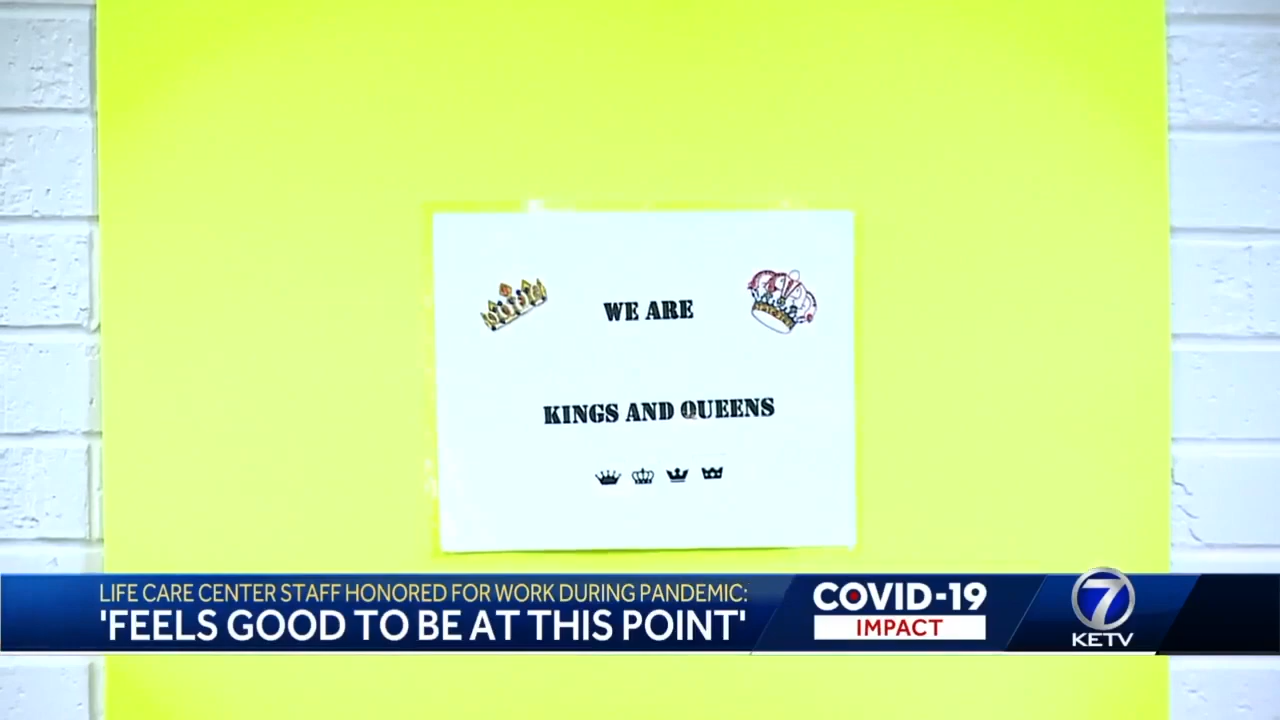 WE ARE
KINGS AND QUEENS
LIFE CARE CENTER STAFF HONORED FOR WORK DURING PANDEMIC:
'FEELS GOOD TO BE AT THIS POINT'
COVID-19
IMPACT
7
KETV